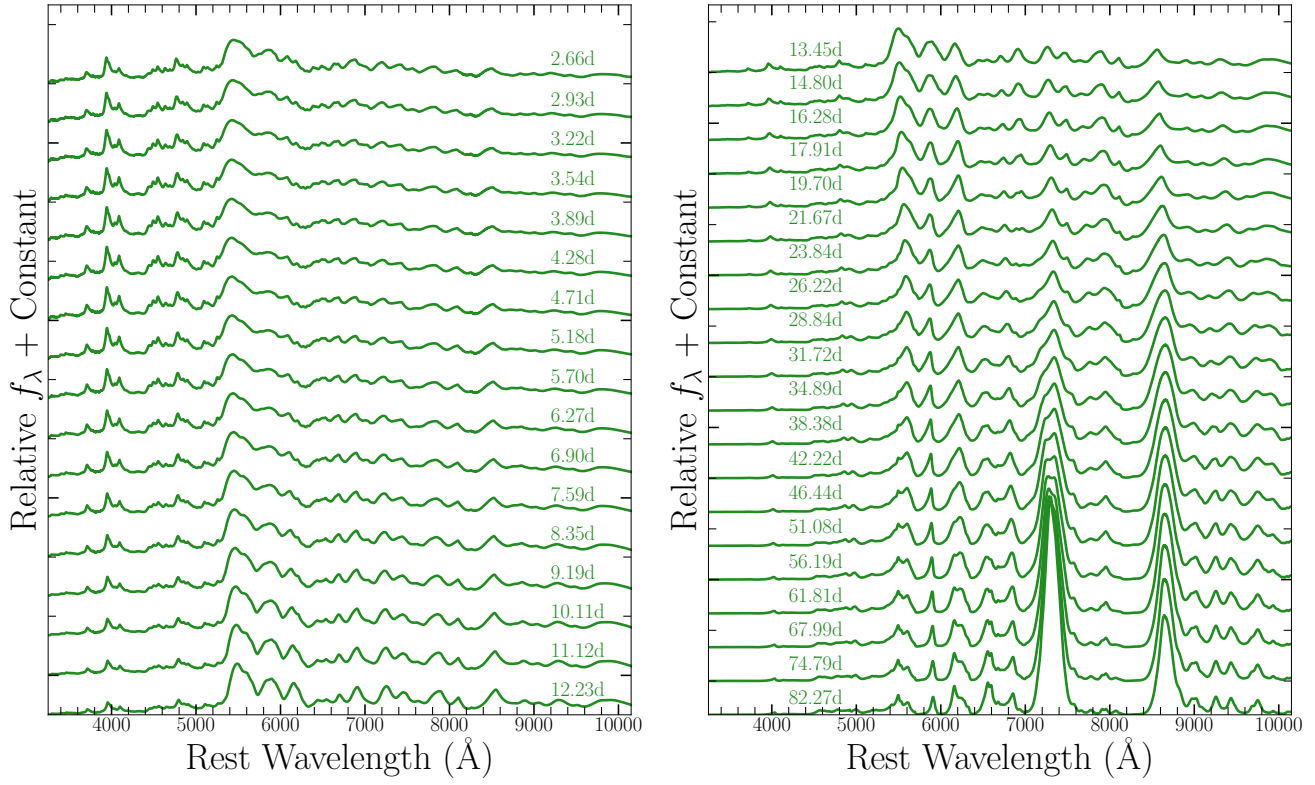 2.66d
2.93d
3.22d
3.54d
3.89d
4.28d
4.71d
5.18d
5.70d
6.27d
6.90d
7.59d
8.35d
9.19d
10.11d
11.12d
12.23d
4000 5000 6000 7000 8000 9000 10000
Rest Wavelength (Å)
Relative fλ + Constant
13.45d
14.80d
16.28d
17.91d
19.70d
21.67d
23.84d
26.22d
28.84d
31.72d
34.89d
38.38d
42.22d
46.44d
51.08d
56.19d
61.81d
67.99d
74.79d
82.27d
4000 5000 6000 7000 8000 9000 10000
Rest Wavelength (Å)
Relative fλ + Constant